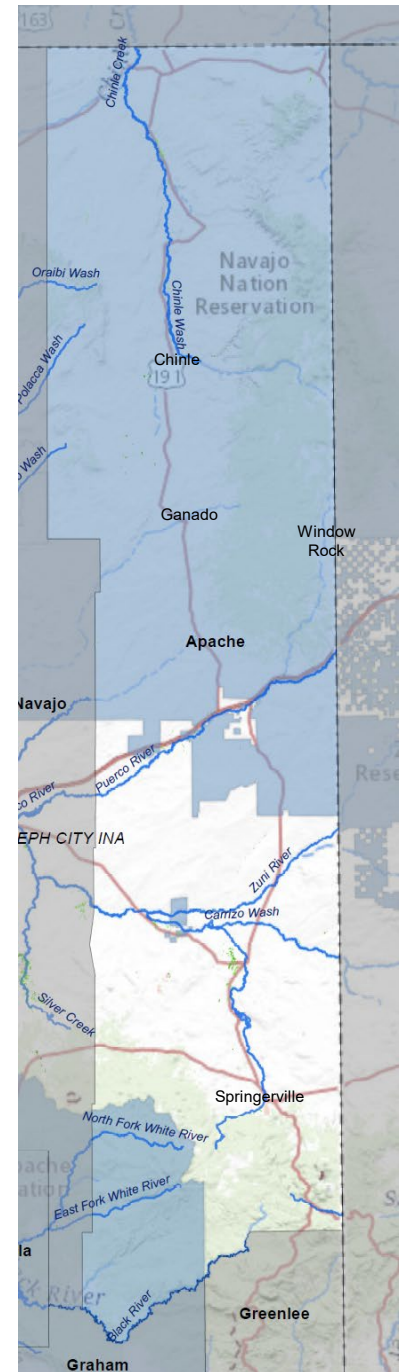 163
Chinle Creek
Oraibi Wash
Navajo
Nation
Reservation
Chinle Wash
Polacca Wash
Chinle
191
Wash
Ganado
Window
Rock
Apache
Navajo
Puerco River
River
EPH CITY INA
Zuni River
Carrizo Wash
Silver Creek
Springerville
North Fork White River
East Fork White River
Black River
Greenlee
Graham